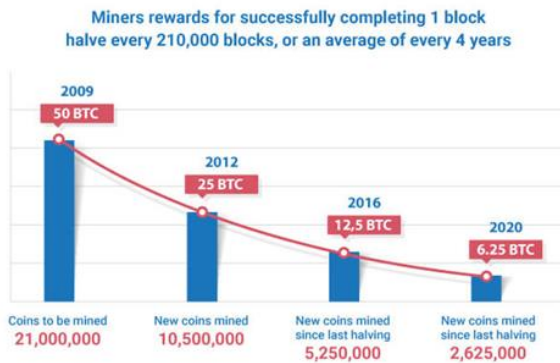 Miners rewards for successfully completing 1 block
halve every 210,000 blocks, or an average of every 4 years
2009
50 BTC
2012
25 BTC
2016
12,5 BTC
2020
6.25 BTC
Coins to be mined
21,000,000
New coins mined
10,500,000
New coins mined
since last halving
5,250,000
New coins mined
since last halving
2,625,000